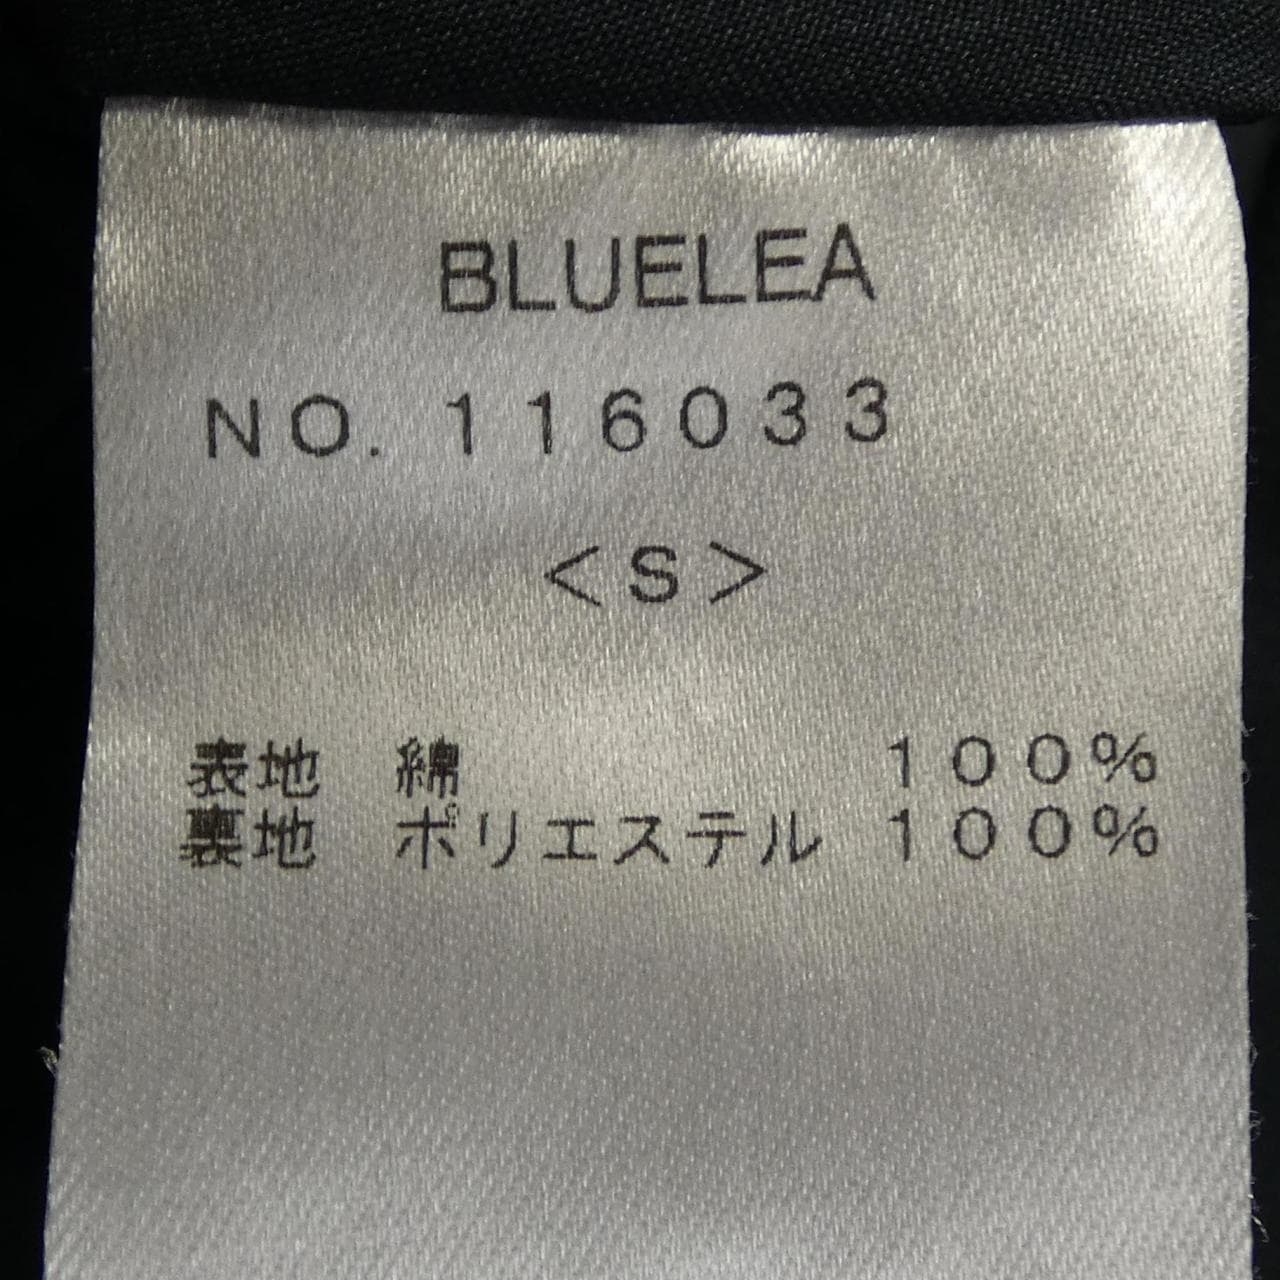 BLUELEA
NO. 116033
<S>
表地 綿 100%
裏地 ポリエステル 100%